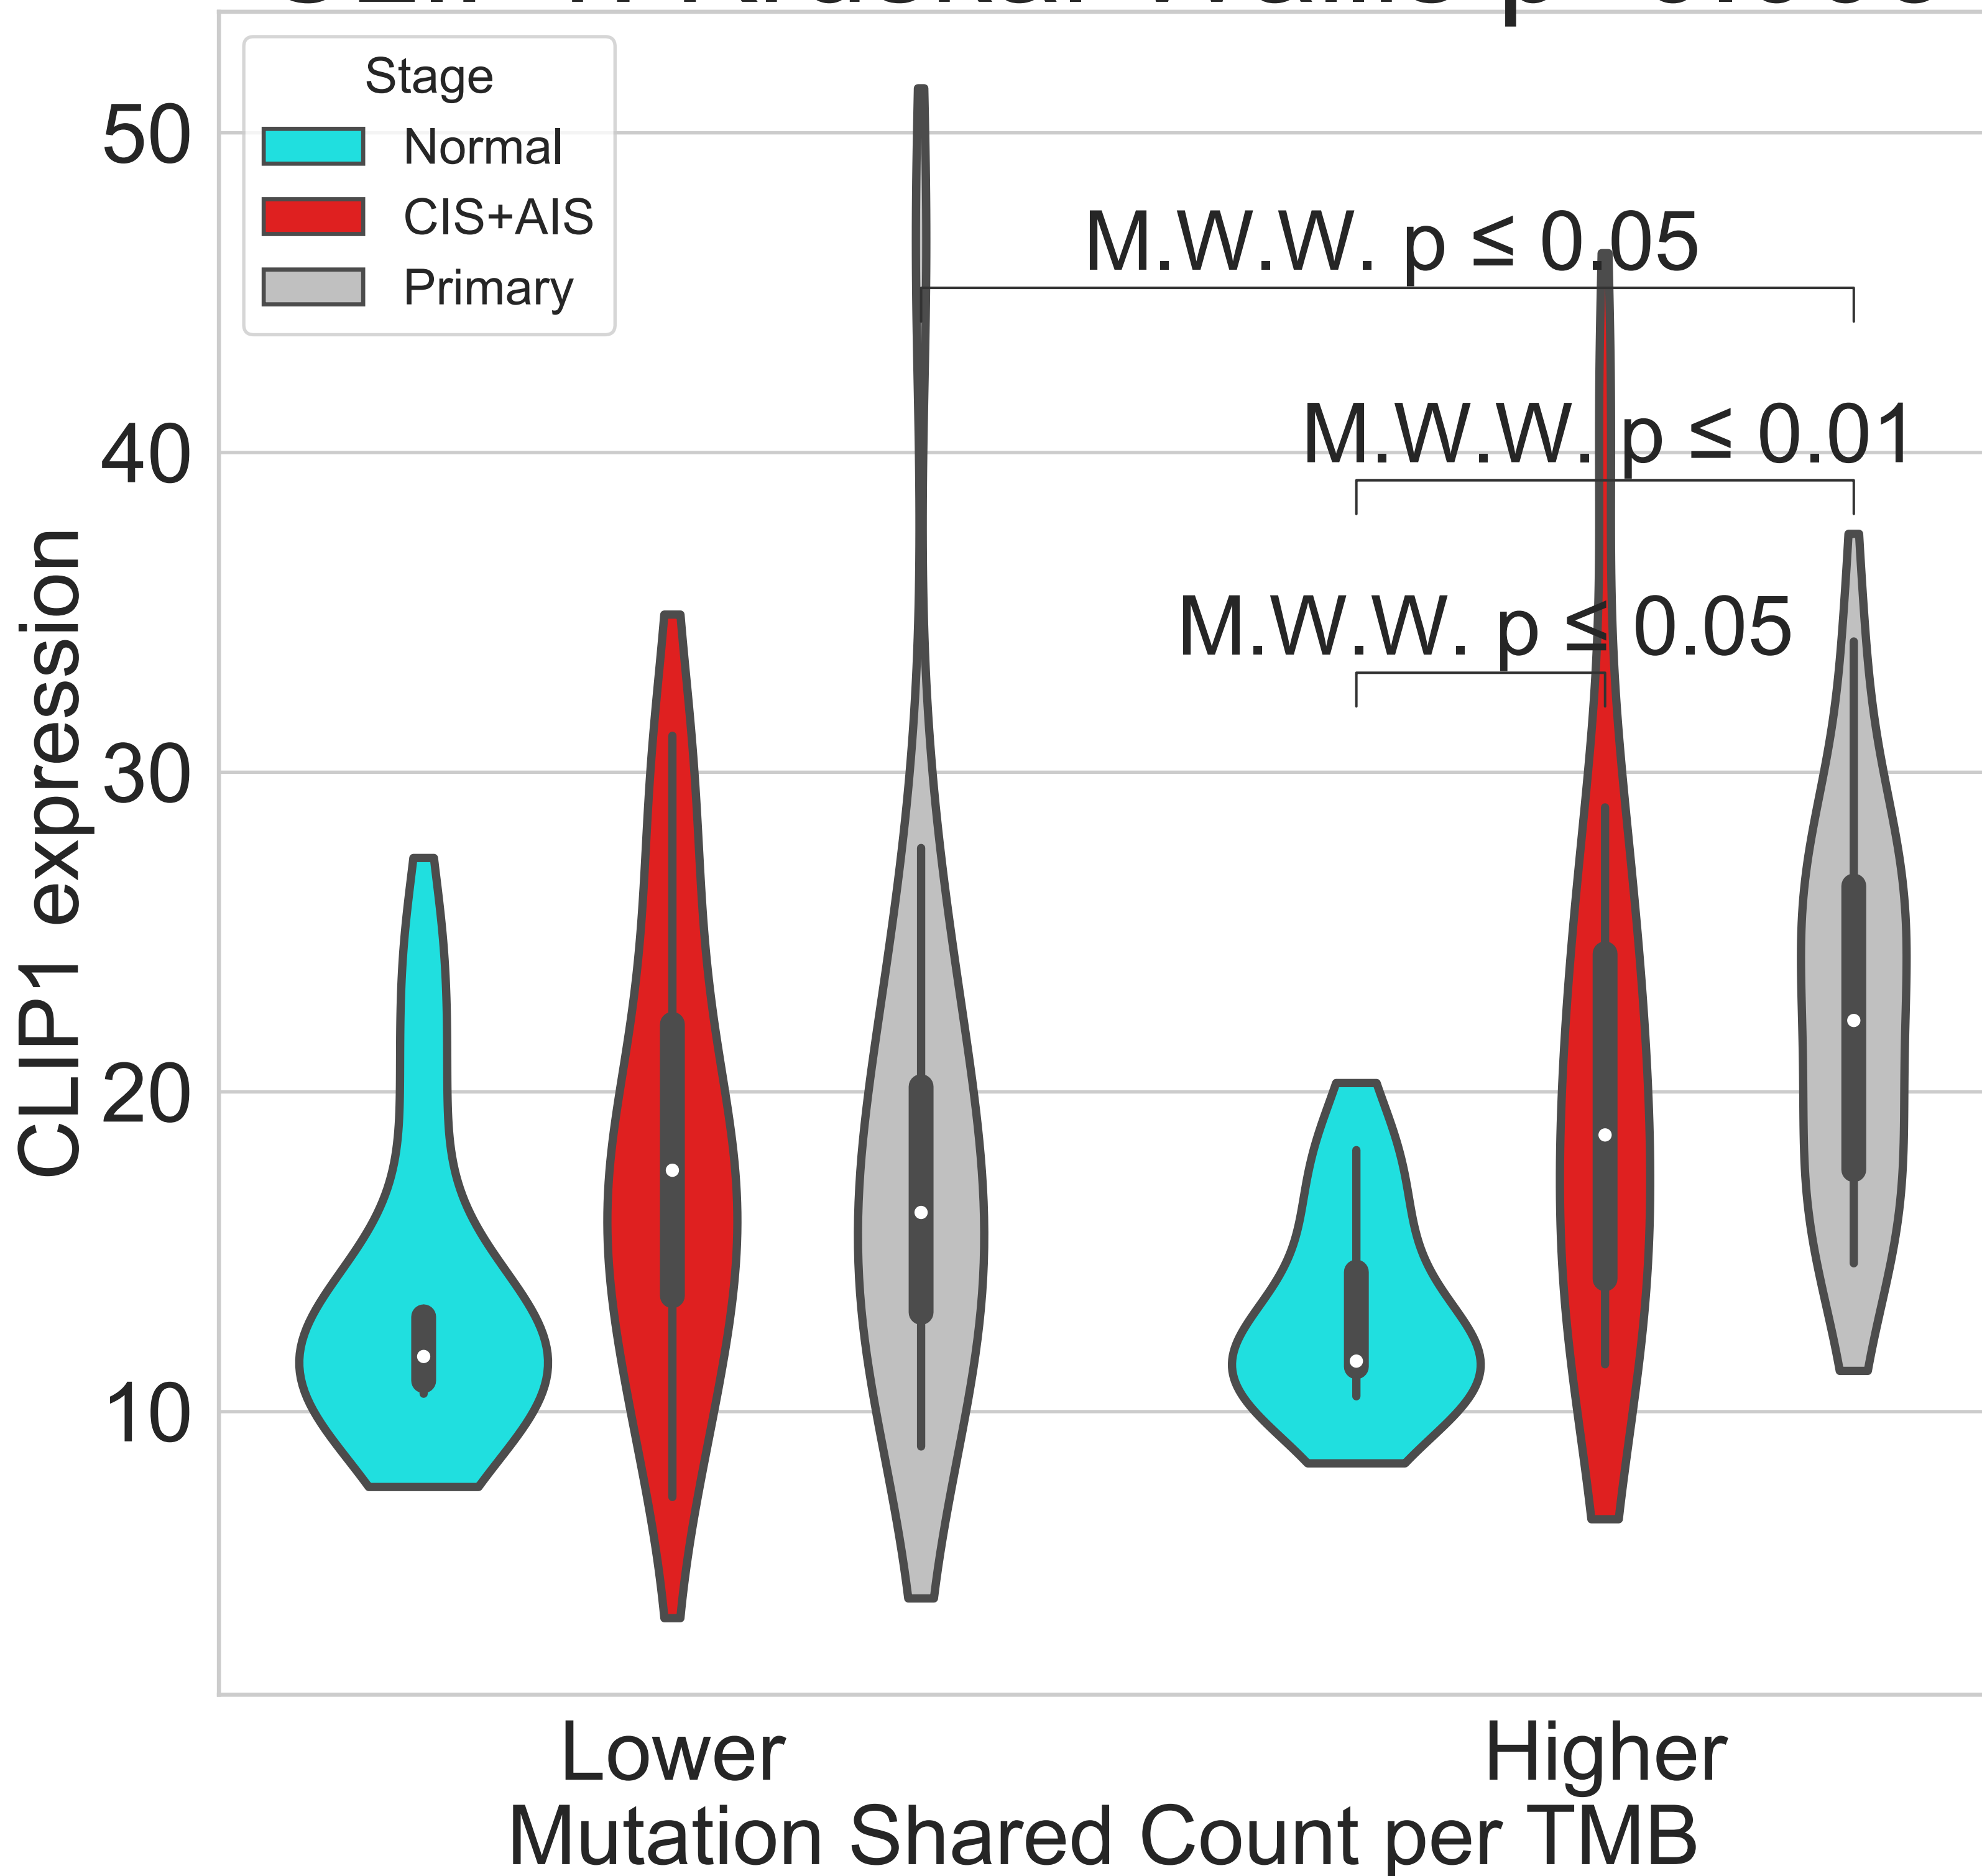 Stage
Normal
CIS+AIS
Primary
M.W.W. p ≤ 0.05
M.W.W. p ≤ 0.01
M.W.W. p ≤ 0.05
50
40
30
20
10
CLIP1 expression
Lower
Higher
Mutation Shared Count per TMB